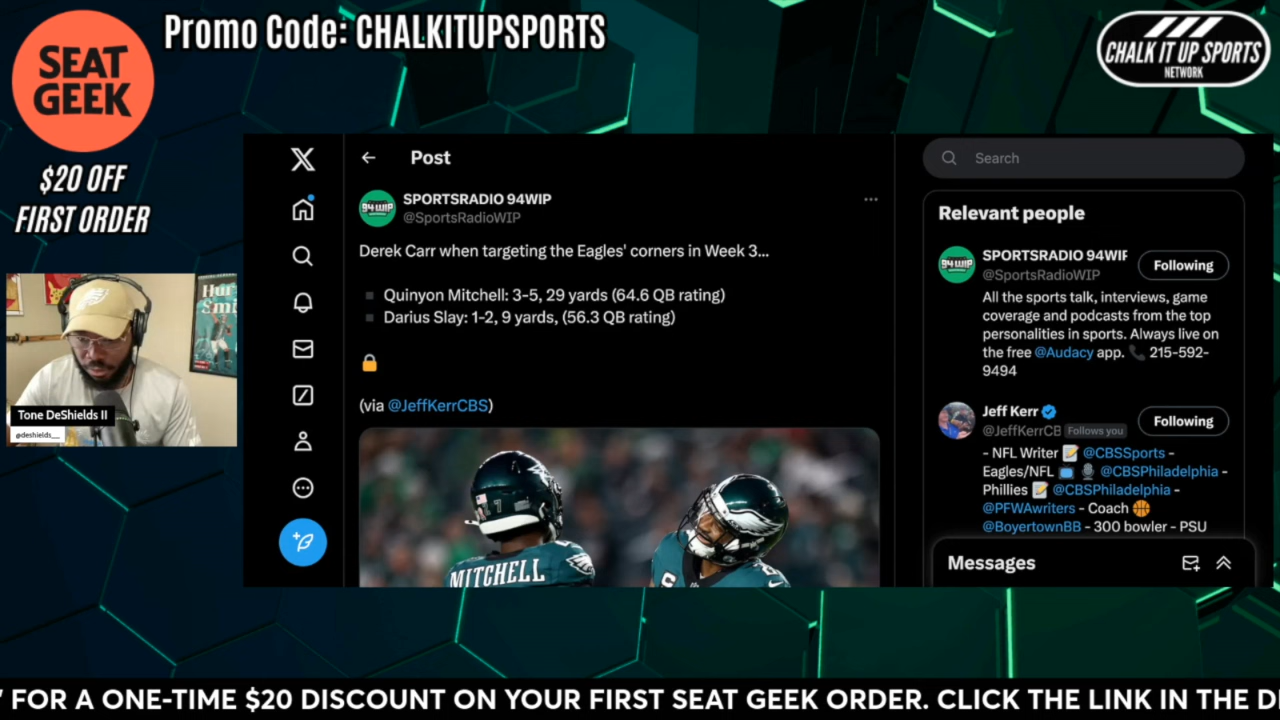 SEAT
GEEK
Promo Code: CHALKITUPSPORTS
$20 OFF
FIRST ORDER
CHALK IT UP SPORTS
NETWORK
Tone DeShields II
@deshields__
Post
SPORTSRADIO 94WIP
@SportsRadioWIP
Derek Carr when targeting the Eagles' corners in Week 3...
Quinyon Mitchell: 3-5, 29 yards (64.6 QB rating)
Darius Slay: 1-2, 9 yards, (56.3 QB rating)
(via @JeffKerrCBS)
94 WIP
MITCHELL
Search
Relevant people
94 WIP
SPORTSRADIO 94WIP
@SportsRadioWIP
Following
All the sports talk, interviews, game
coverage and podcasts from the top
personalities in sports. Always live on
the free @Audacy app. 215-592-
9494
Jeff Kerr
@JeffKerrCB Follows you
Following
- NFL Writer @CBSSports -
Eagles/NFL @CBSPhiladelphia -
Phillies @CBSPhiladelphia -
@PFWAwriters - Coach
@BoyertownBB - 300 bowler - PSU
Messages
FOR A ONE-TIME $20 DISCOUNT ON YOUR FIRST SEAT GEEK ORDER. CLICK THE LINK IN THE